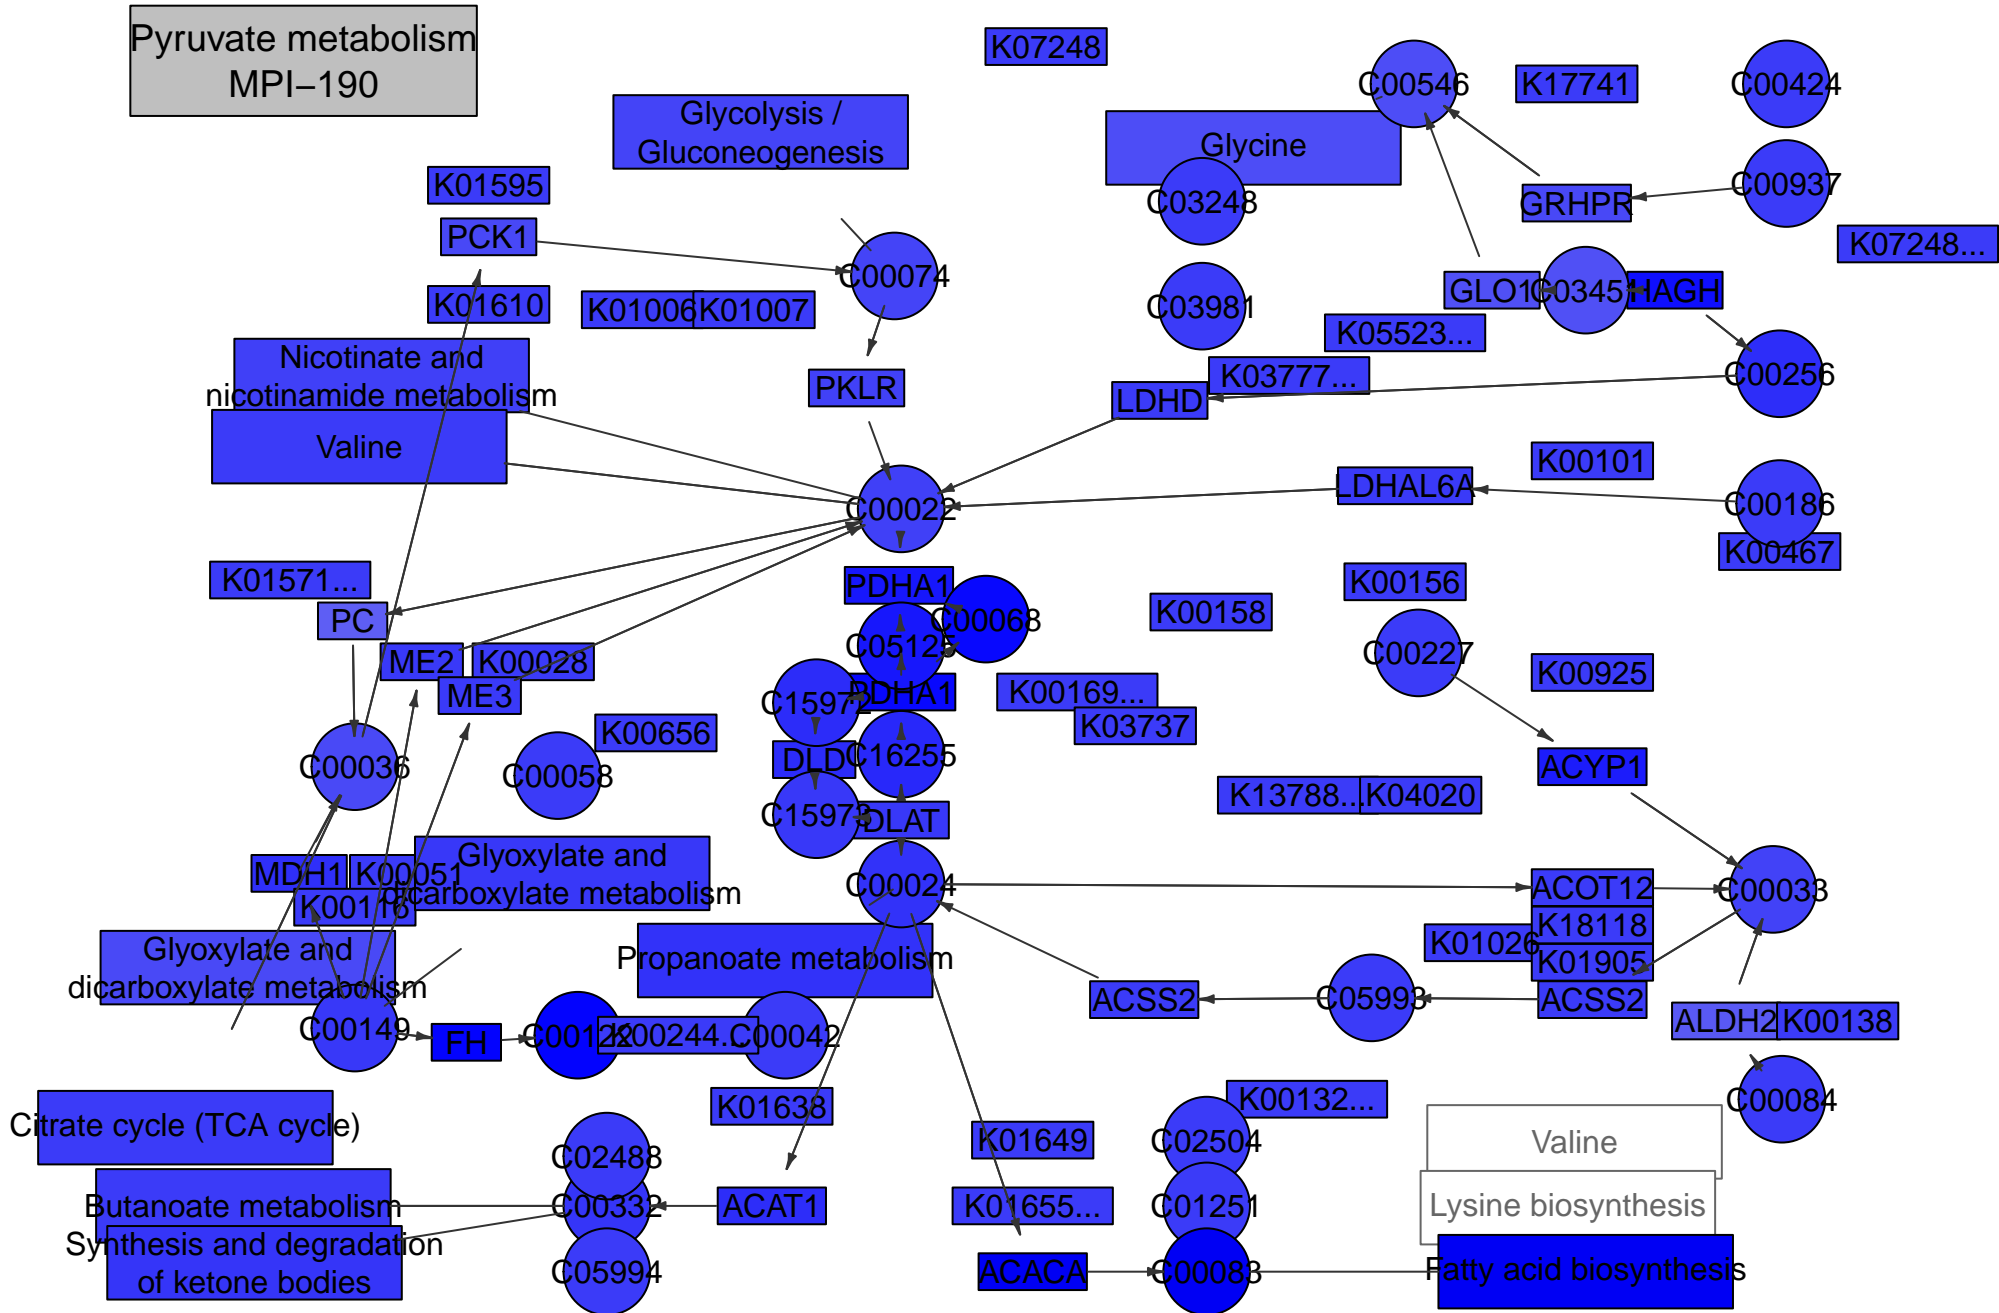 Pyruvate metabolism
MPI−190
K07248
C00546
K17741
C00424
Glycolysis /
Gluconeogenesis
Glycine
K01595
C03248
GRHPR
C00937
PCK1
K07248...
C00074
GLO1
C03451
HAGH
K01610
K01006
K01007
C03981
K05523...
Nicotinate and
nicotinamide metabolism
PKLR
K03777...
LDHD
C00256
Valine
K00101
LDHAL6A
C00022
C00186
K00467
K01571...
PDHA1
K00156
PC
K00158
C00068
C05125
ME2
K00028
C00227
K00925
ME3
C15972
PDHA1
K00169...
K03737
K00656
C00036
C00058
DLD
C16255
ACYP1
K13788...
K04020
C15973
DLAT
Glyoxylate and
dicarboxylate metabolism
MDH1
K00051
K00116
C00024
ACOT12
C00033
K18118
Glyoxylate and
dicarboxylate metabolism
Propanoate metabolism
K01026
K01905
ACSS2
C05993
ACSS2
ALDH2
K00138
C00149
FH
C00122
K00244...
C00042
K01638
K00132...
C00084
Citrate cycle (TCA cycle)
C02488
K01649
C02504
Valine
Butanoate metabolism
C00332
ACAT1
K01655...
C01251
Lysine biosynthesis
Synthesis and degradation
of ketone bodies
C05994
ACACA
C00083
Fatty acid biosynthesis